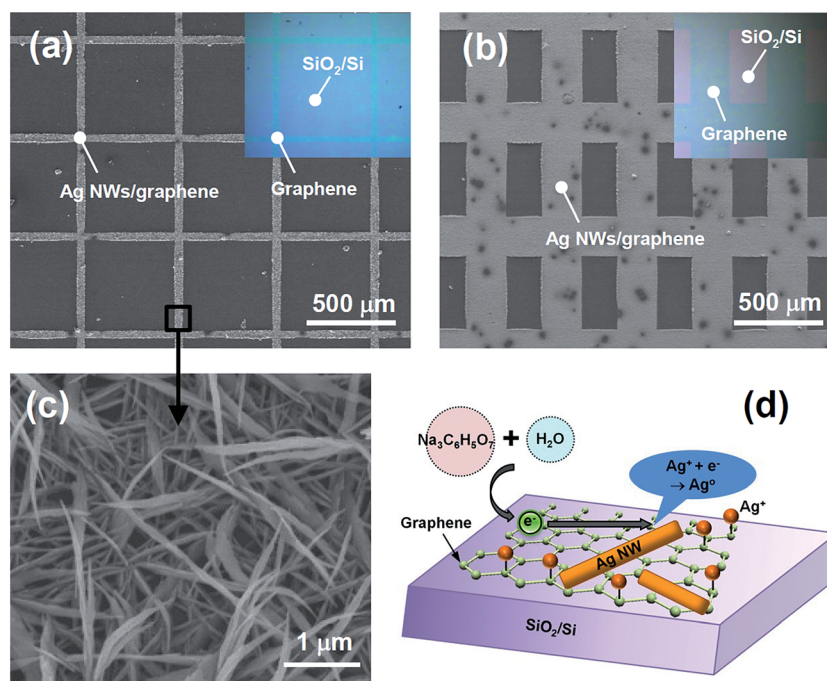 (a)
SiO₂/Si
Ag NWs/graphene
Graphene
500 μm
(b)
SiO₂/Si
Graphene
Ag NWs/graphene
500 μm
(c)
1 μm
(d)
Na₃C₆H₅O₇ + H₂O
Ag⁺ + e⁻
→ Ag⁰
Ag⁺
e⁻
Graphene
Ag NW
SiO₂/Si